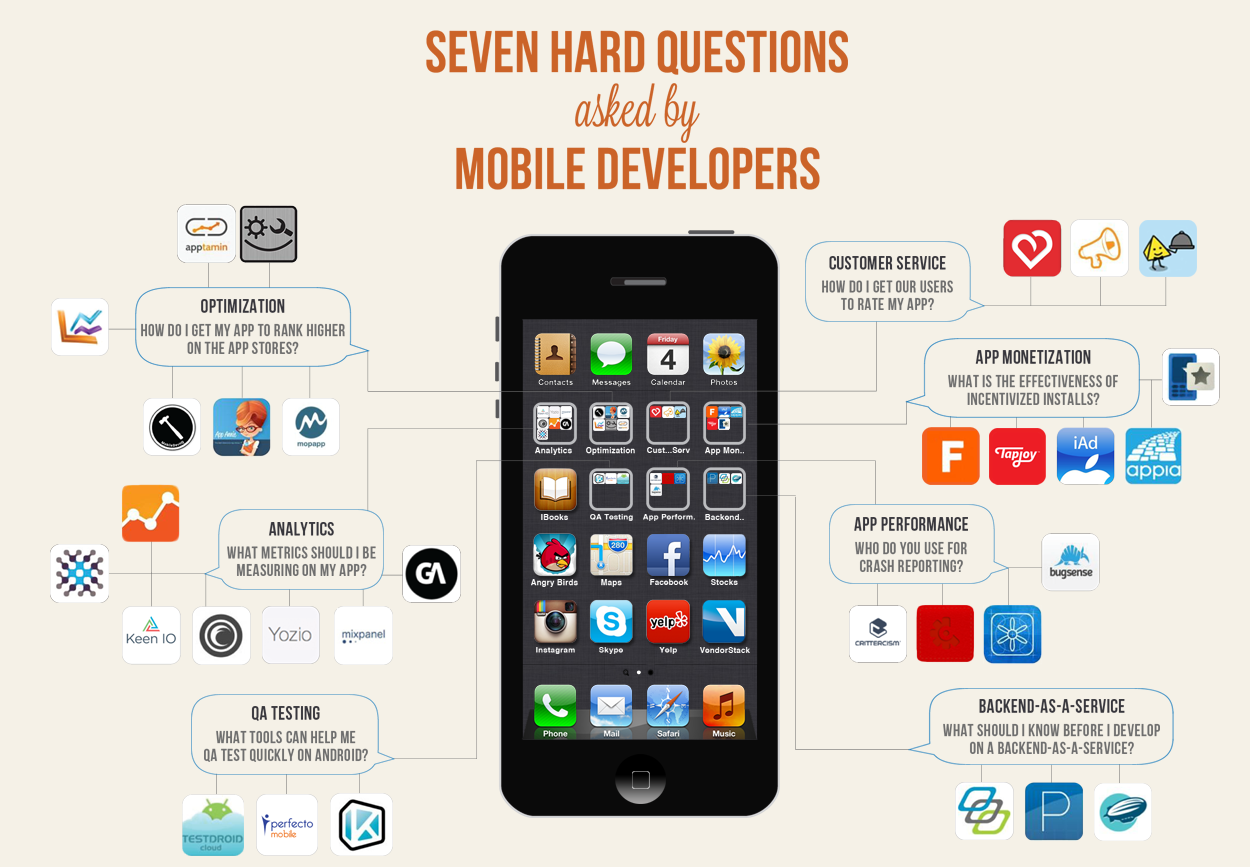 SEVEN HARD QUESTIONS
asked by
MOBILE DEVELOPERS
apptamin
OPTIMIZATION
HOW DO I GET MY APP TO RANK HIGHER
ON THE APP STORES?
mopapp
ANALYTICS
WHAT METRICS SHOULD I BE
MEASURING ON MY APP?
GA
Keen IO
Yozio
mixpanel
QA TESTING
WHAT TOOLS CAN HELP ME
QA TEST QUICKLY ON ANDROID?
TESTDROID
cloud
perfecto
mobile
K
Friday
4
Contacts
Messages
Calendar
Photos
Analytics
Optimization
Cust...Serv
App Mon..
IBooks
QA Testing
App Perform.
Backend..
280
Angry Birds
Maps
Facebook
Stocks
yelp
Instagram
Skype
Yelp
VendorStack
Phone
Mail
Safari
Music
CUSTOMER SERVICE
HOW DO I GET OUR USERS
TO RATE MY APP?
APP MONETIZATION
WHAT IS THE EFFECTIVENESS OF
INCENTIVIZED INSTALLS?
F
Tapjoy
iAd
appia
APP PERFORMANCE
WHO DO YOU USE FOR
CRASH REPORTING?
bugsense
CRITTERCISM
BACKEND-AS-A-SERVICE
WHAT SHOULD I KNOW BEFORE I DEVELOP
ON A BACKEND-AS-A-SERVICE?
P